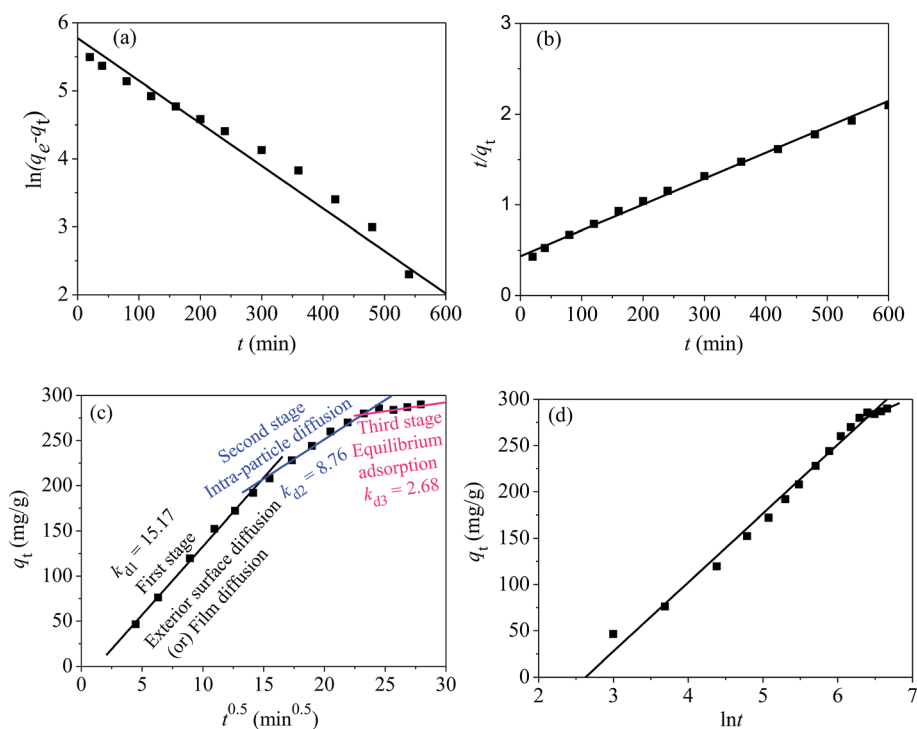 (a)
ln(qe-qt)
6
5
4
3
2
0 100 200 300 400 500 600
t (min)
(b)
t/qt
3
2
1
0
0 100 200 300 400 500 600
t (min)
(c)
qt (mg/g)
300
250
200
150
100
50
0
0 5 10 15 20 25 30
t^0.5 (min^0.5)
kd1 = 15.17
First stage
Exterior surface diffusion
(or) Film diffusion
Second stage
Intra-particle diffusion
kd2 = 8.76
Third stage
Equilibrium
adsorption
kd3 = 2.68
(d)
qt (mg/g)
300
250
200
150
100
50
0
2 3 4 5 6 7
lnt